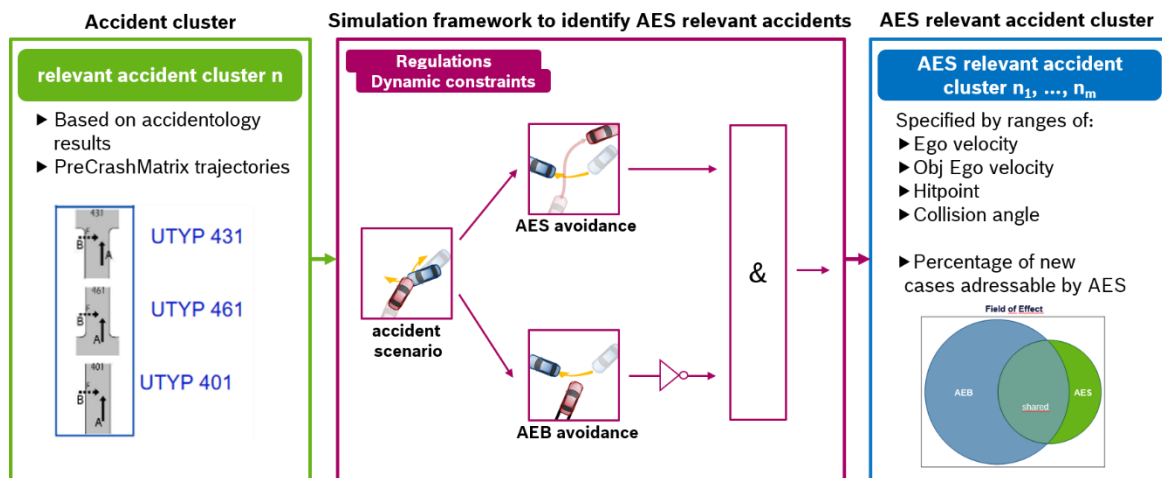 Accident cluster
relevant accident cluster n
▶ Based on accidentology
results
▶ PreCrashMatrix trajectories
431
F
B
A
UTYP 431
461
F
B
A
UTYP 461
401
F
B
A
UTYP 401
Simulation framework to identify AES relevant accidents
Regulations
Dynamic constraints
AES avoidance
accident
scenario
AEB avoidance
&
AES relevant accident cluster
AES relevant accident
cluster n1, ..., nm
Specified by ranges of:
▶ Ego velocity
▶ Obj Ego velocity
▶ Hitpoint
▶ Collision angle
▶ Percentage of new
cases adressable by AES
Field of Effect
AEB
shared
AES